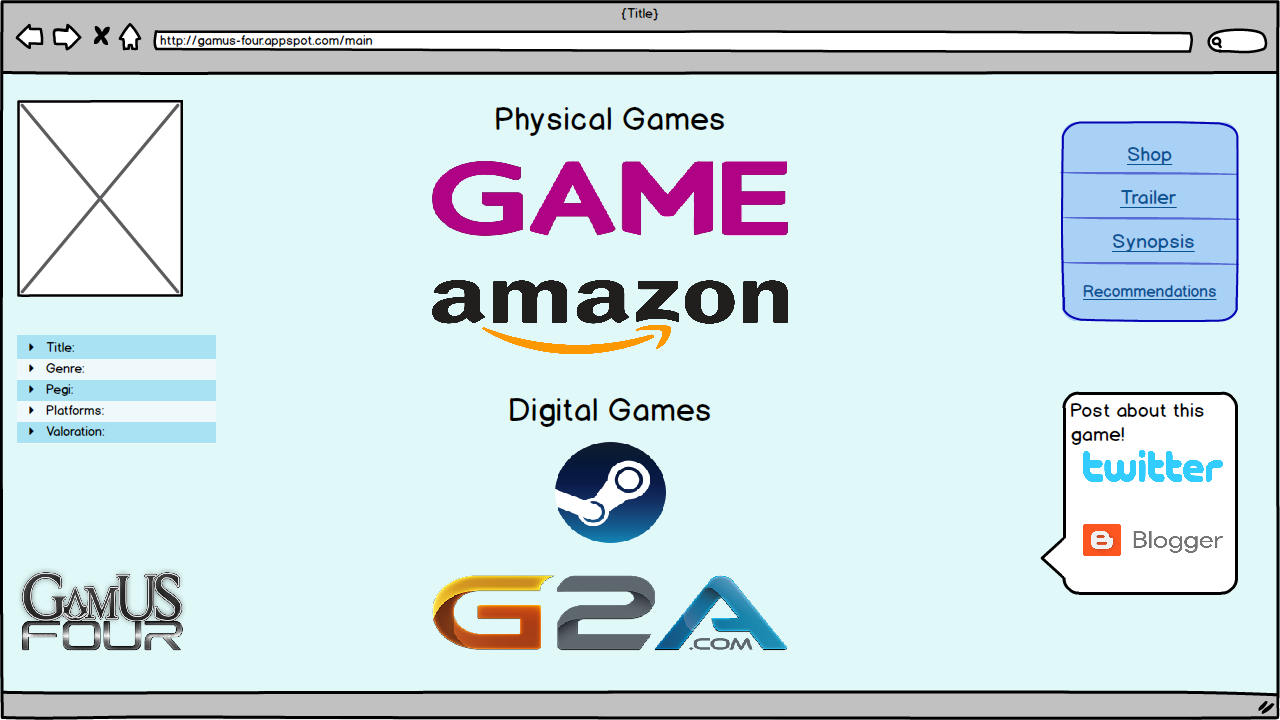 {Title}
http://gamus-four.appspot.com/main
Physical Games
GAME
amazon
Digital Games
G2A
.COM
Title:
Genre:
Pegi:
Platforms:
Valoration:
GAMUS
FOUR
Shop
Trailer
Synopsis
Recommendations
Post about this
game!
twitter
Blogger